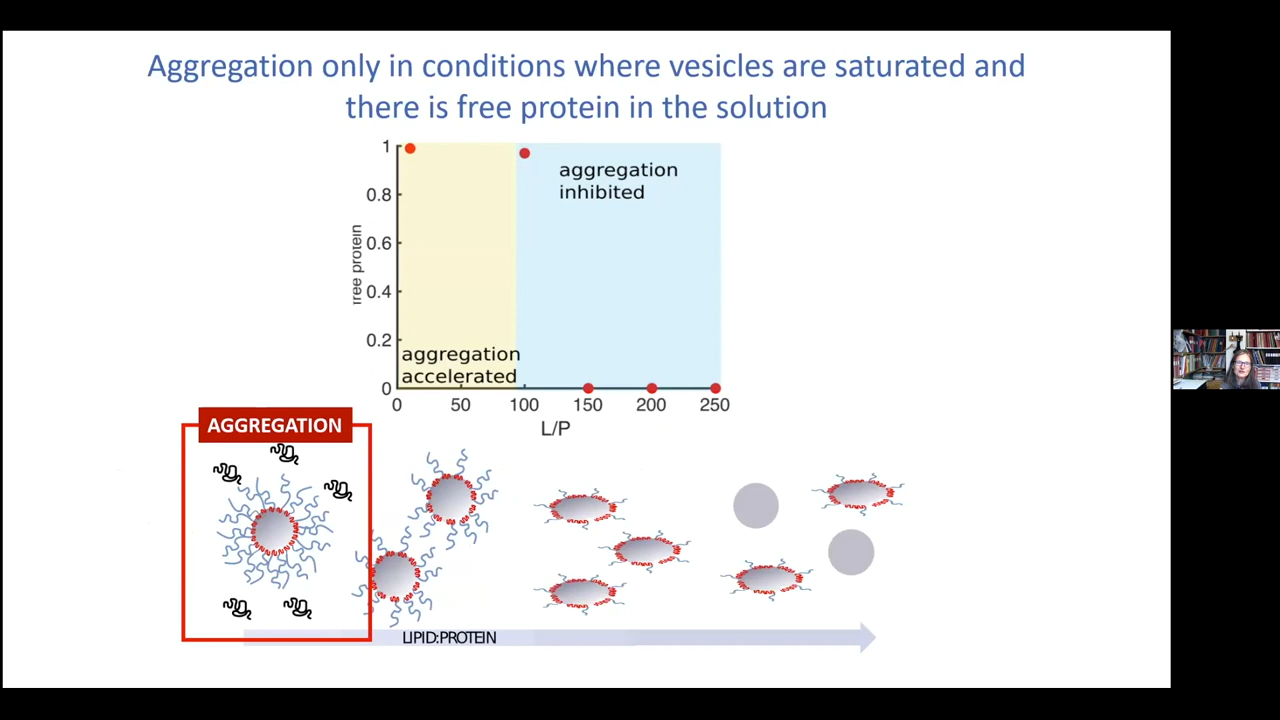 Aggregation only in conditions where vesicles are saturated and
there is free protein in the solution
1
0.8
0.6
0.4
0.2
0
free protein
aggregation
inhibited
aggregation
accelerated
0 50 100 150 200 250
L/P
AGGREGATION
LIPID:PROTEIN